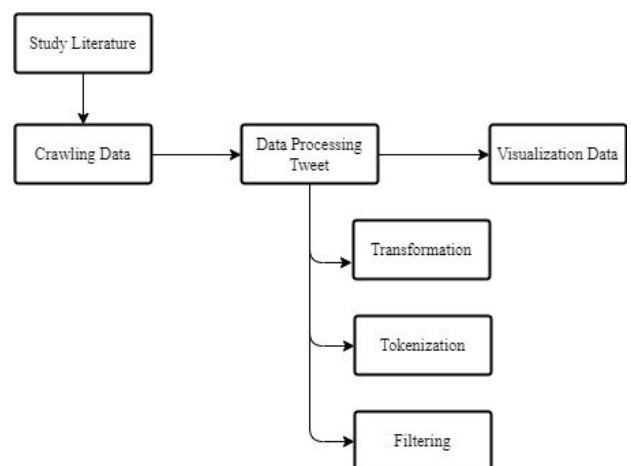 Study Literature
Crawling Data
Data Processing
Tweet
Visualization Data
Transformation
Tokenization
Filtering